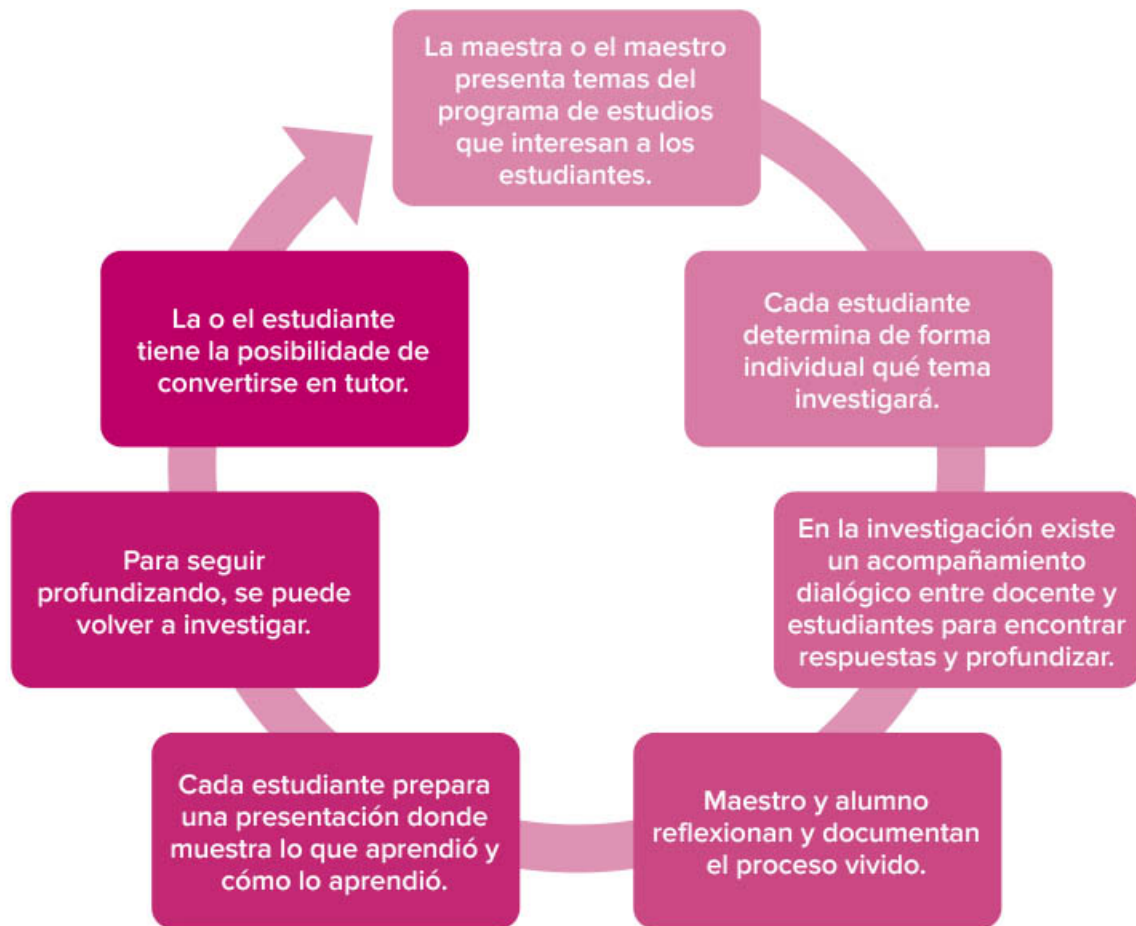 La maestra o el maestro
presenta temas del
programa de estudios
que interesan a los
estudiantes.
Cada estudiante
determina de forma
individual qué tema
investigará.
En la investigación existe
un acompañamiento
dialógico entre docente y
estudiantes para encontrar
respuestas y profundizar.
Maestro y alumno
reflexionan y documentan
el proceso vivido.
Cada estudiante prepara
una presentación donde
muestra lo que aprendió y
cómo lo aprendió.
Para seguir
profundizando, se puede
volver a investigar.
La o el estudiante
tiene la posibilidade de
convertirse en tutor.